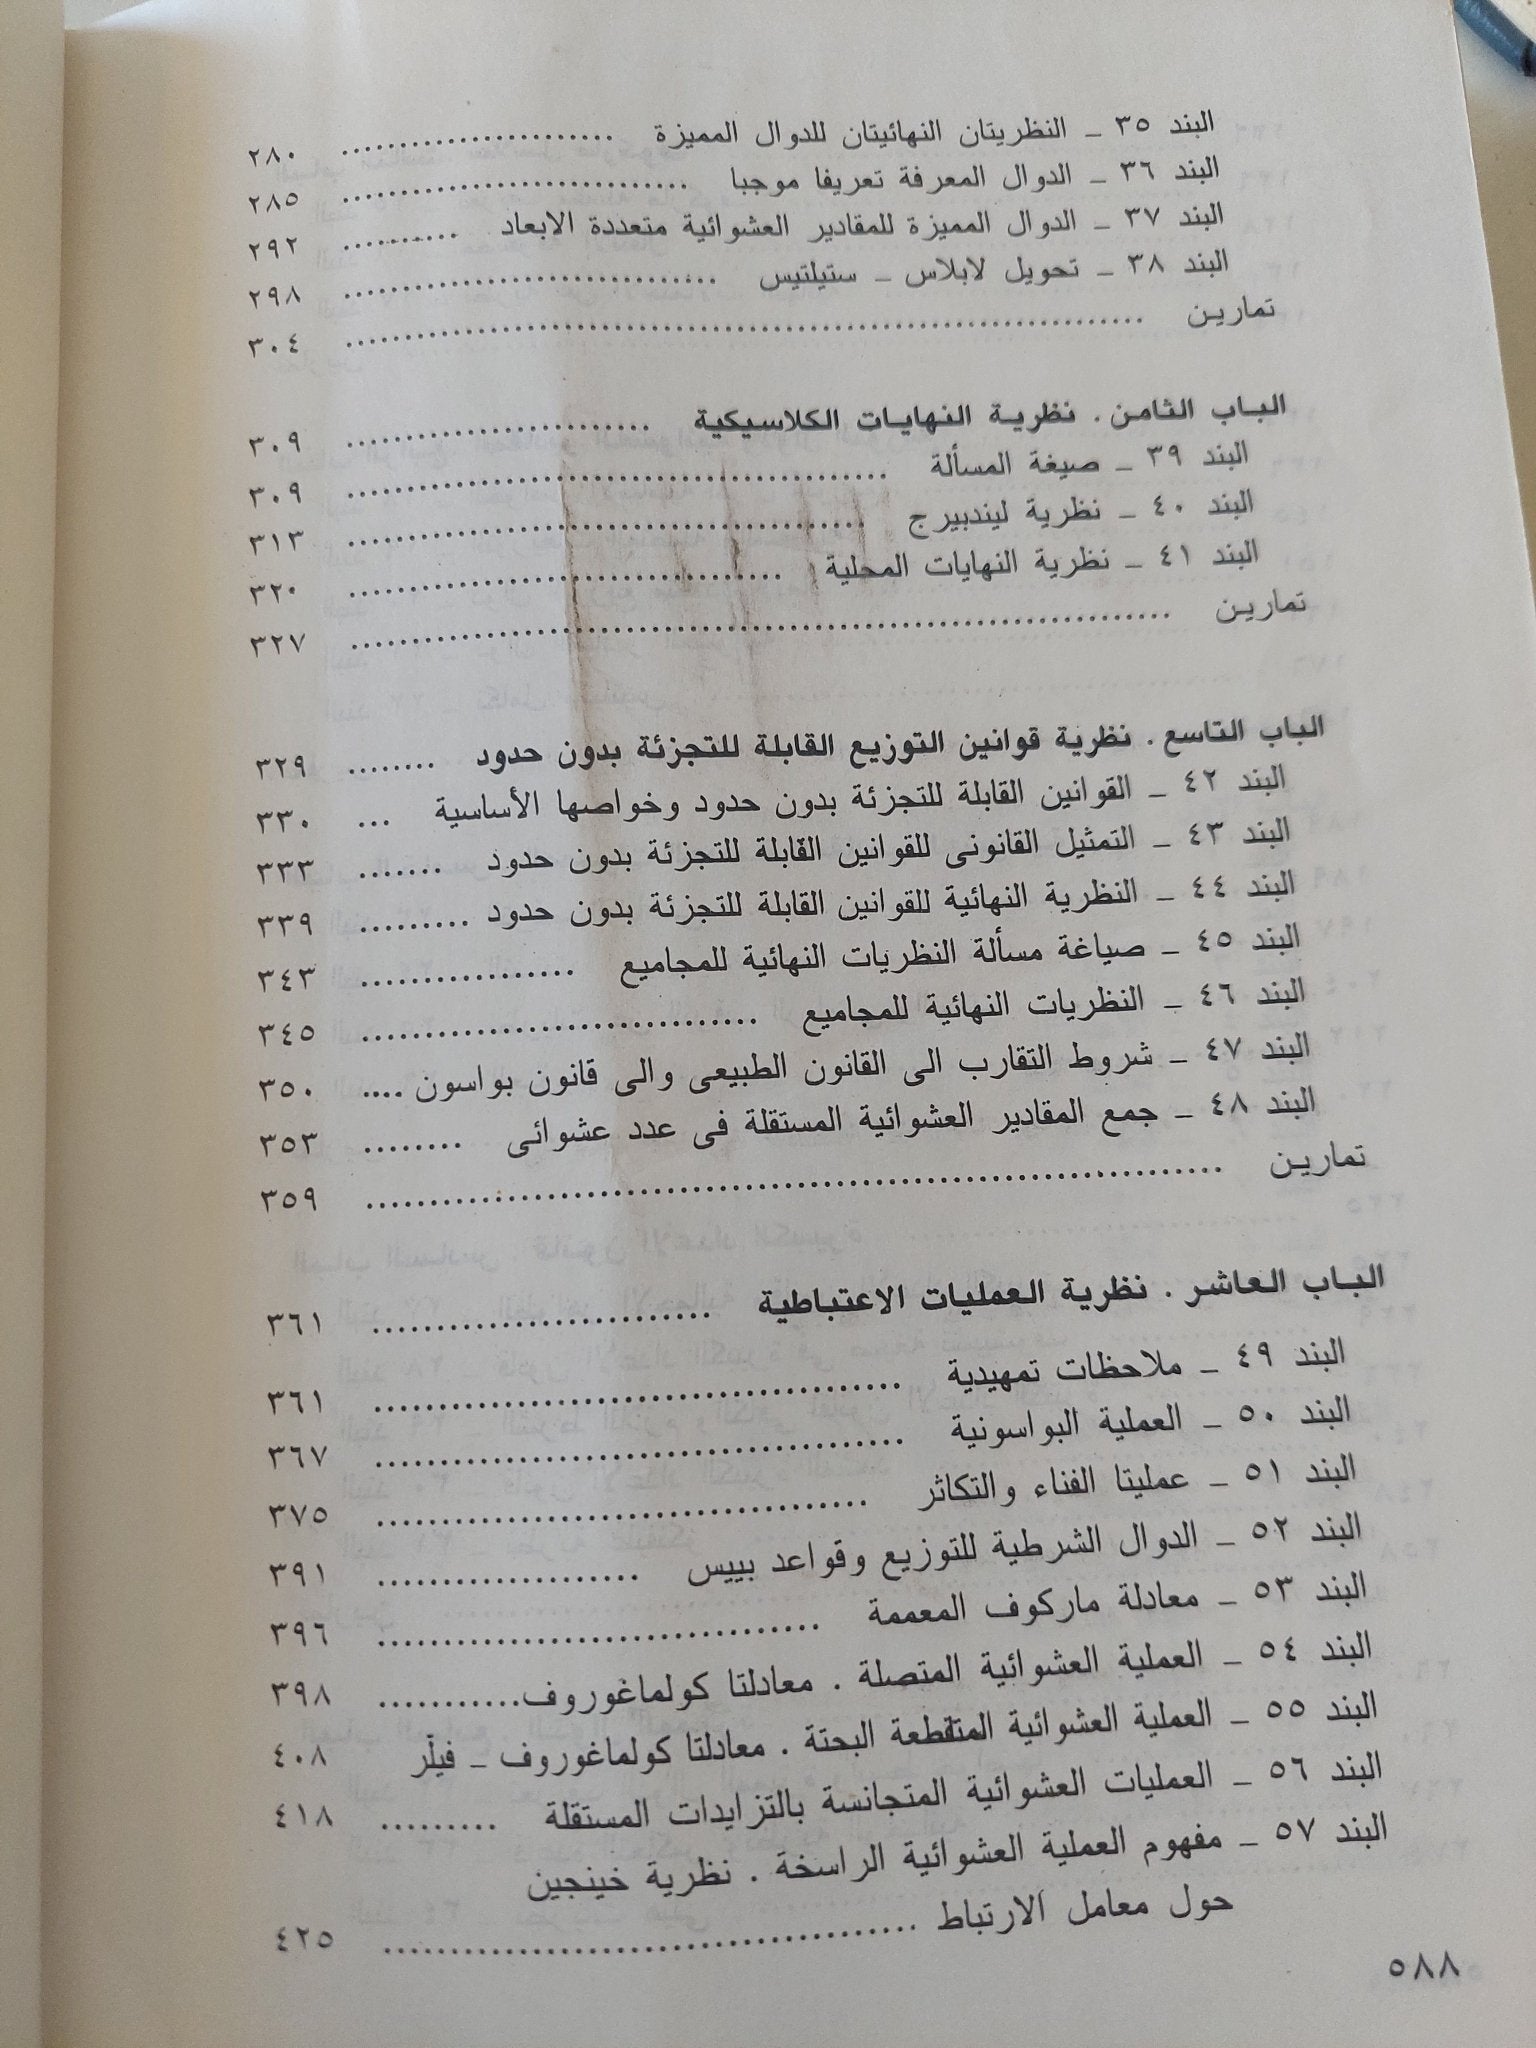 البند ٣٥ ـ النظريتان النهائيتان للدوال المميزة ..................... ٢٨٠
البند ٣٦ ـ الدوال المعرفة تعريفا موجبا ........................... ٢٨٥
البند ٣٧ ـ الدوال المميزة للمقادير العشوائية متعددة الابعاد .......... ٢٩٢
البند ٣٨ ـ تحويل لابلاس ـ ستيلتيس ............................. ٢٩٨
تمارين ............................................................ ٣٠٤
الباب الثامن . نظرية النهايات الكلاسيكية ........................ ٣٠٩
البند ٣٩ ـ صيغة المسألة .......................................... ٣٠٩
البند ٤٠ ـ نظرية ليندبيرج ........................................ ٣١٣
البند ٤١ ـ نظرية النهايات المحلية ................................. ٣٢٠
تمارين ............................................................ ٣٢٧
الباب التاسع . نظرية قوانين التوزيع القابلة للتجزئة بدون حدود ........ ٣٢٩
البند ٤٢ ـ القوانين القابلة للتجزئة بدون حدود وخواصها الأساسية ... ٣٣٠
البند ٤٣ ـ التمثيل القانونى للقوانين القابلة للتجزئة بدون حدود ....... ٣٣٣
البند ٤٤ ـ النظرية النهائية للقوانين القابلة للتجزئة بدون حدود ......... ٣٣٩
البند ٤٥ ـ صياغة مسألة النظريات النهائية للمجاميع ................. ٣٤٣
البند ٤٦ ـ النظريات النهائية للمجاميع .............................. ٣٤٥
البند ٤٧ ـ شروط التقارب الى القانون الطبيعى والى قانون بواسون .... ٣٥٠
البند ٤٨ ـ جمع المقادير العشوائية المستقلة فى عدد عشوائى ........ ٣٥٣
تمارين ............................................................ ٣٥٩
الباب العاشر . نظرية العمليات الاعتباطية .......................... ٣٦١
البند ٤٩ ـ ملاحظات تمهيدية ...................................... ٣٦١
البند ٥٠ ـ العملية البواسونية ...................................... ٣٦٧
البند ٥١ ـ عمليتا الفناء والتكاثر .................................... ٣٧٥
البند ٥٢ ـ الدوال الشرطية للتوزيع وقواعد بييس .................... ٣٩١
البند ٥٣ ـ معادلة ماركوف المعممة ................................. ٣٩٦
البند ٥٤ ـ العملية العشوائية المتصلة . معادلتا كولماغوروف........... ٣٩٨
البند ٥٥ ـ العملية العشوائية المتقطعة البحتة . معادلتا كولماغوروف ـ فيلّر ٤٠٨
البند ٥٦ ـ العمليات العشوائية المتجانسة بالتزايدات المستقلة ......... ٤١٨
البند ٥٧ ـ مفهوم العملية العشوائية الراسخة . نظرية خينجين
حول معامل الارتباط ........................................ ٤٢٥
٥٨٨